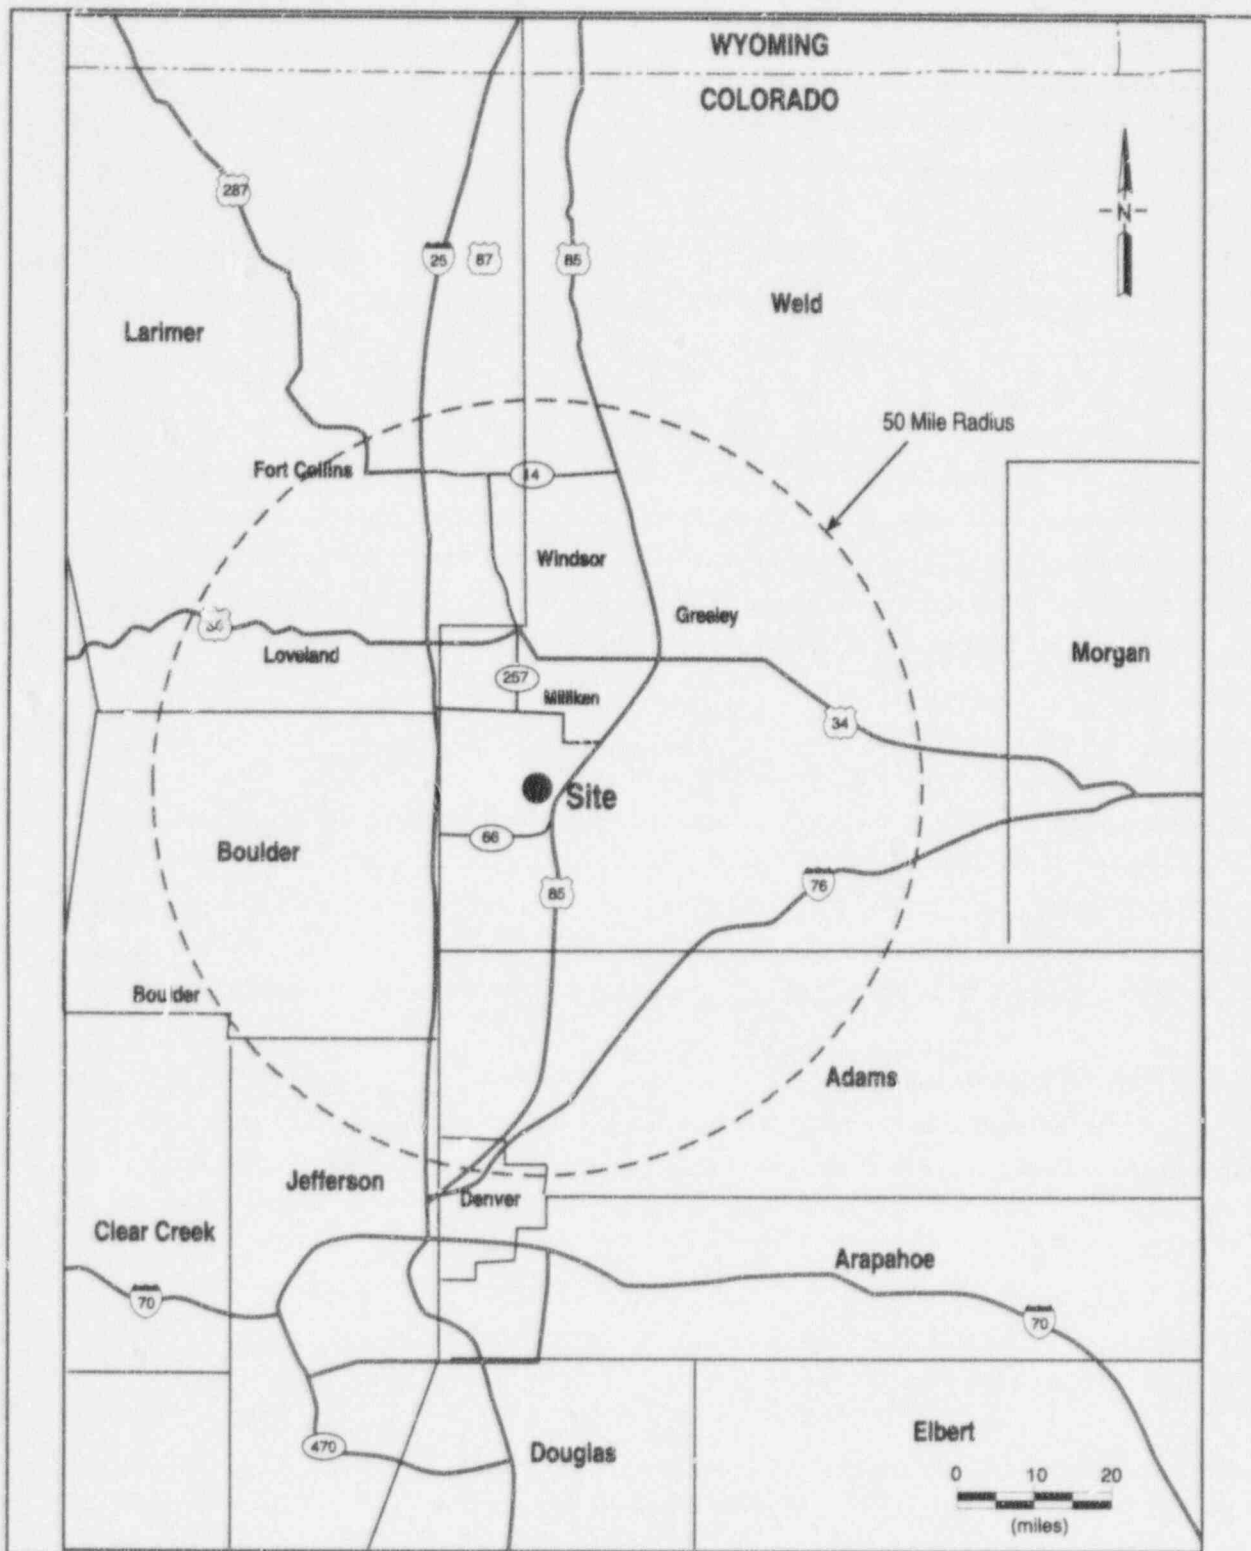 WYOMING
COLORADO
287
25
87
85
N
Larimer
Weld
50 Mile Radius
Fort Collins
14
Windsor
Greeley
Loveland
Morgan
257
Milliken
34
Site
66
Boulder
85
76
Boulder
Adams
Jefferson
Denver
Clear Creek
Arapahoe
70
70
470
Douglas
Elbert
0 10 20
(miles)